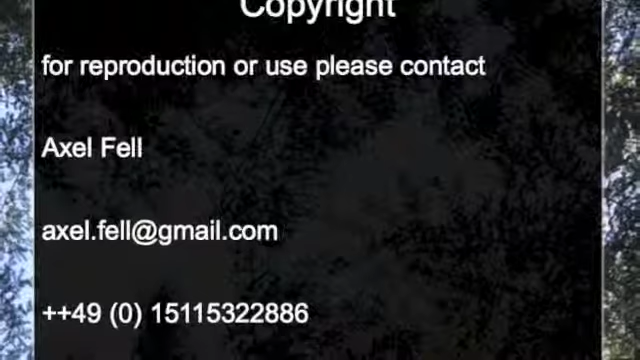 Copyright
for reproduction or use please contact
Axel Fell
axel.fell@gmail.com
++49 (0) 15115322886